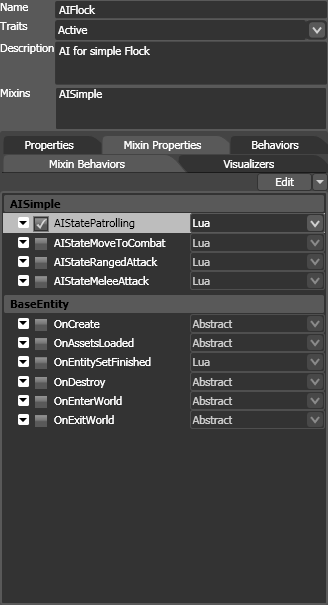 Name AIFlock
Traits Active
Description AI for simple Flock
Mixins AISimple
Properties Mixin Properties Behaviors
Mixin Behaviors Visualizers
Edit
AISimple
AIStatePatrolling Lua
AIStateMoveToCombat Lua
AIStateRangedAttack Lua
AIStateMeleeAttack Lua
BaseEntity
OnCreate Abstract
OnAssetsLoaded Abstract
OnEntitySetFinished Lua
OnDestroy Abstract
OnEnterWorld Abstract
OnExitWorld Abstract